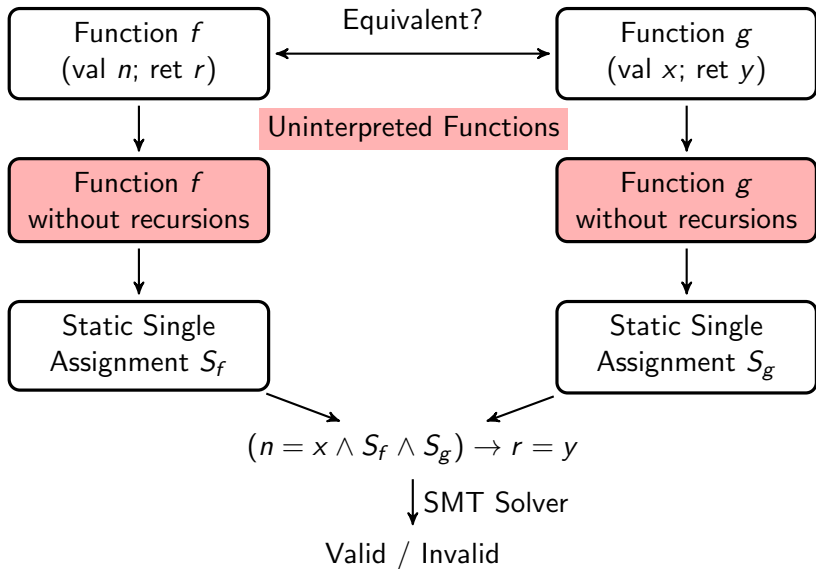 Function f
(val n; ret r)
Equivalent?
Function g
(val x; ret y)
Uninterpreted Functions
Function f
without recursions
Function g
without recursions
Static Single
Assignment S_f
Static Single
Assignment S_g
(n = x ∧ S_f ∧ S_g) → r = y
SMT Solver
Valid / Invalid